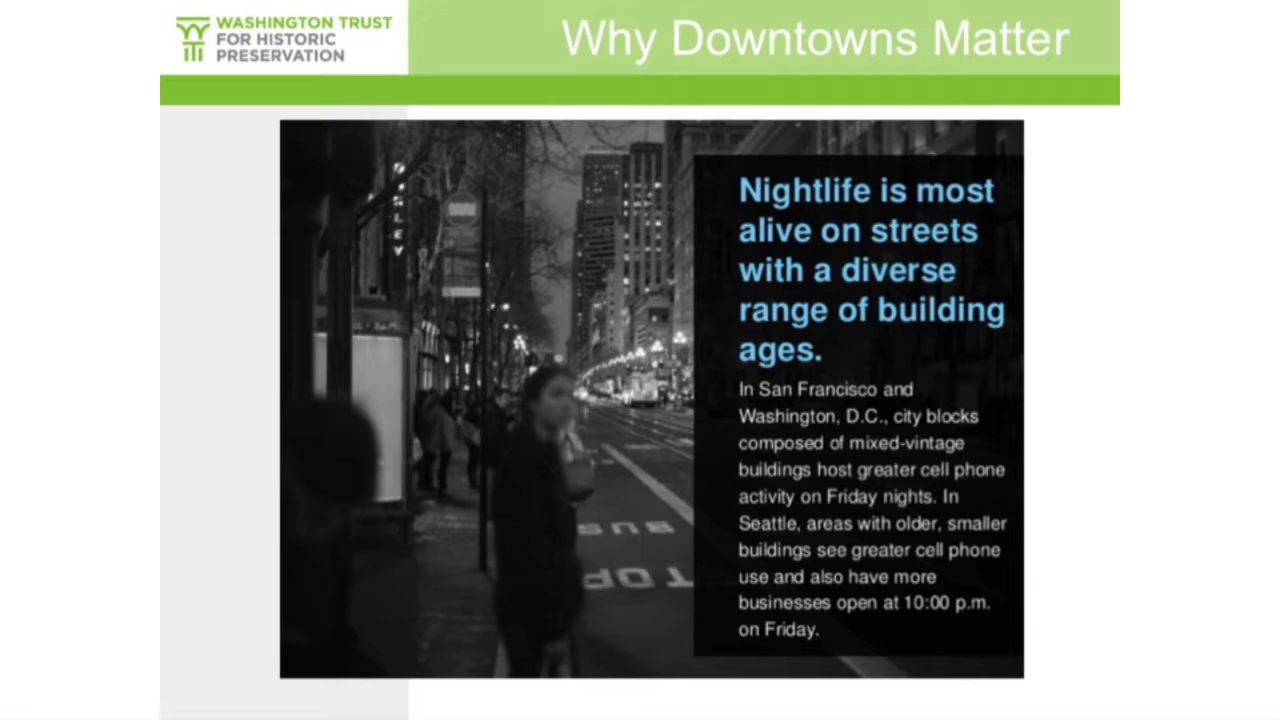 WASHINGTON TRUST
FOR HISTORIC
PRESERVATION
Why Downtowns Matter
Nightlife is most
alive on streets
with a diverse
range of building
ages.
In San Francisco and
Washington, D.C., city blocks
composed of mixed-vintage
buildings host greater cell phone
activity on Friday nights. In
Seattle, areas with older, smaller
buildings see greater cell phone
use and also have more
businesses open at 10:00 p.m.
on Friday.
BUS
STOP